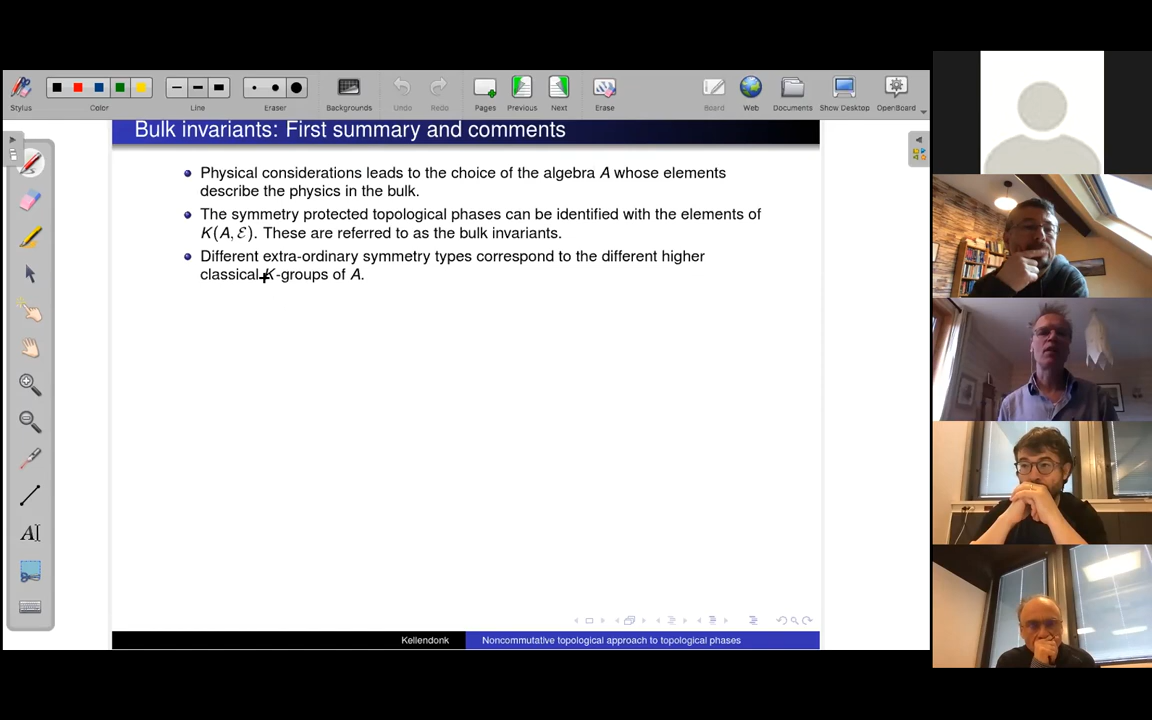 Stylus
Color
Line
Eraser
Backgrounds
Undo
Redo
Pages
Previous
Next
Erase
Board
Web
Documents
Show Desktop
OpenBoard
Bulk invariants: First summary and comments
Physical considerations leads to the choice of the algebra A whose elements
describe the physics in the bulk.
The symmetry protected topological phases can be identified with the elements of
K(A, ℰ). These are referred to as the bulk invariants.
Different extra-ordinary symmetry types correspond to the different higher
classical K-groups of A.
A
Kellendonk
Noncommutative topological approach to topological phases